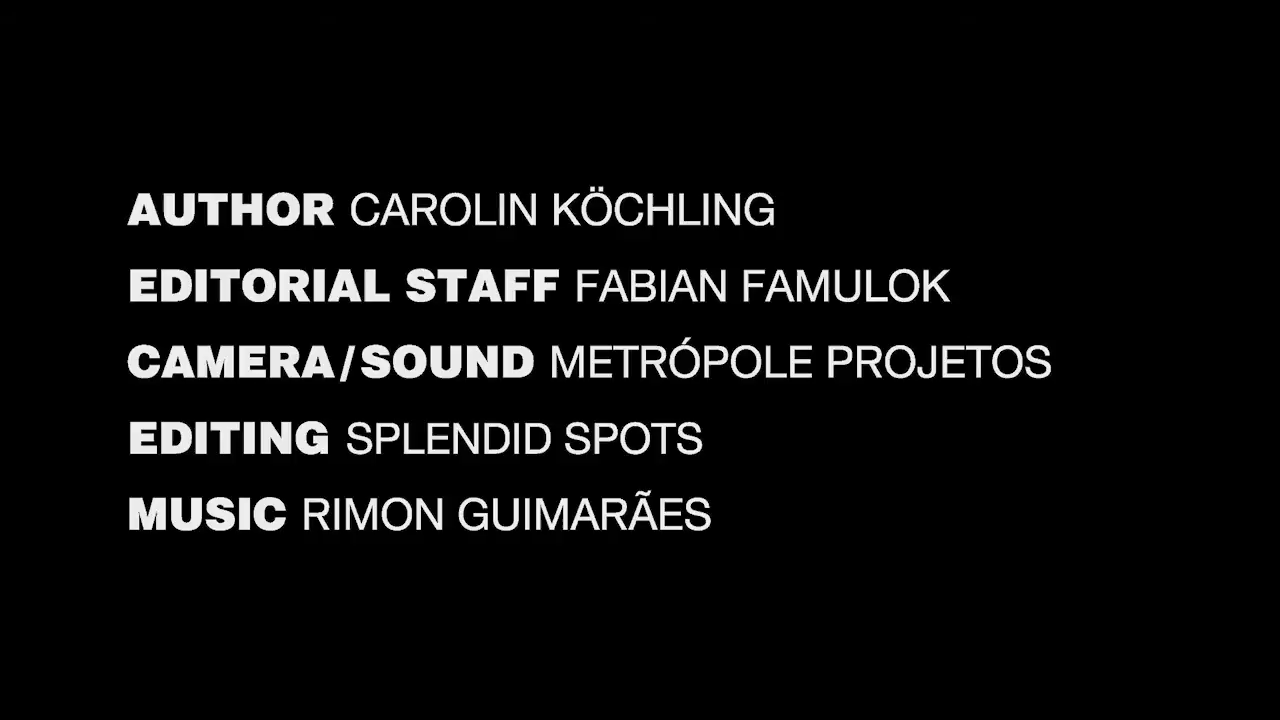 AUTHOR CAROLIN KÖCHLING
EDITORIAL STAFF FABIAN FAMULOK
CAMERA/SOUND METRÓPOLE PROJETOS
EDITING SPLENDID SPOTS
MUSIC RIMON GUIMARÃES